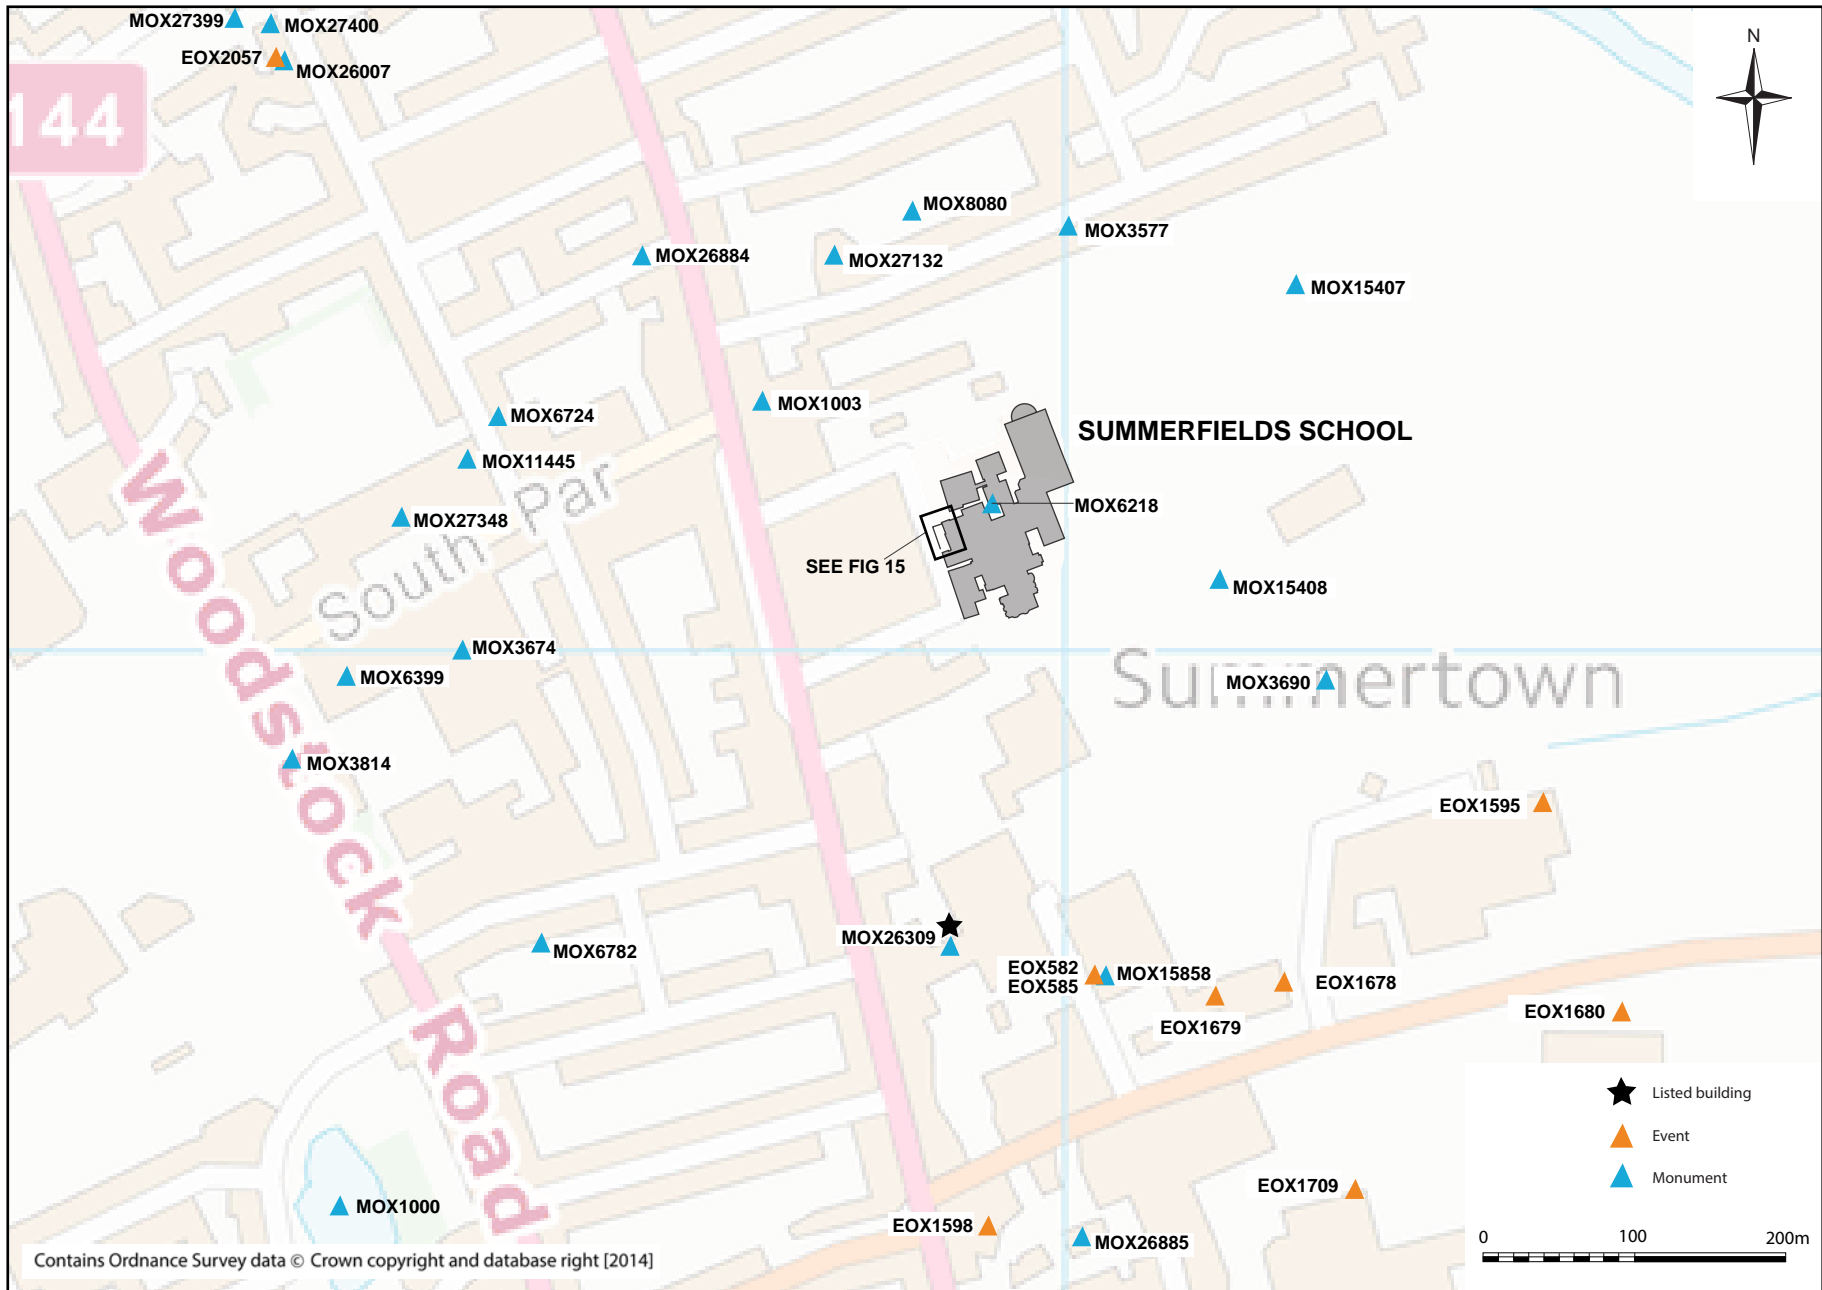 MOX27399
MOX27400
EOX2057
MOX26007
N
144
MOX8080
MOX3577
MOX26884
MOX27132
MOX15407
MOX1003
MOX6724
SUMMERFIELDS SCHOOL
MOX11445
MOX27348
South Par
MOX6218
SEE FIG 15
MOX15408
MOX3674
MOX6399
Summertown
MOX3690
MOX3814
Woodstock Road
EOX1595
MOX26309
MOX6782
EOX582
EOX585
MOX15858
EOX1678
EOX1679
EOX1680
Listed building
Event
Monument
EOX1709
MOX1000
EOX1598
MOX26885
0 100 200m
Contains Ordnance Survey data © Crown copyright and database right [2014]